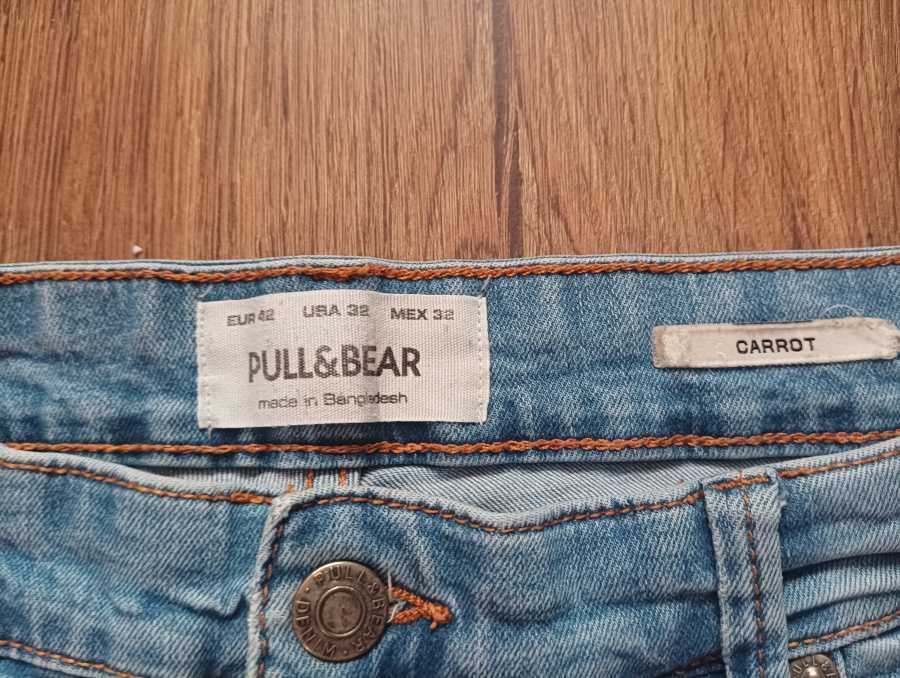 EUR 42 USA 32 MEX 32
PULL&BEAR
made in Bangladesh
CARROT
PULL&BEAR
DENIM